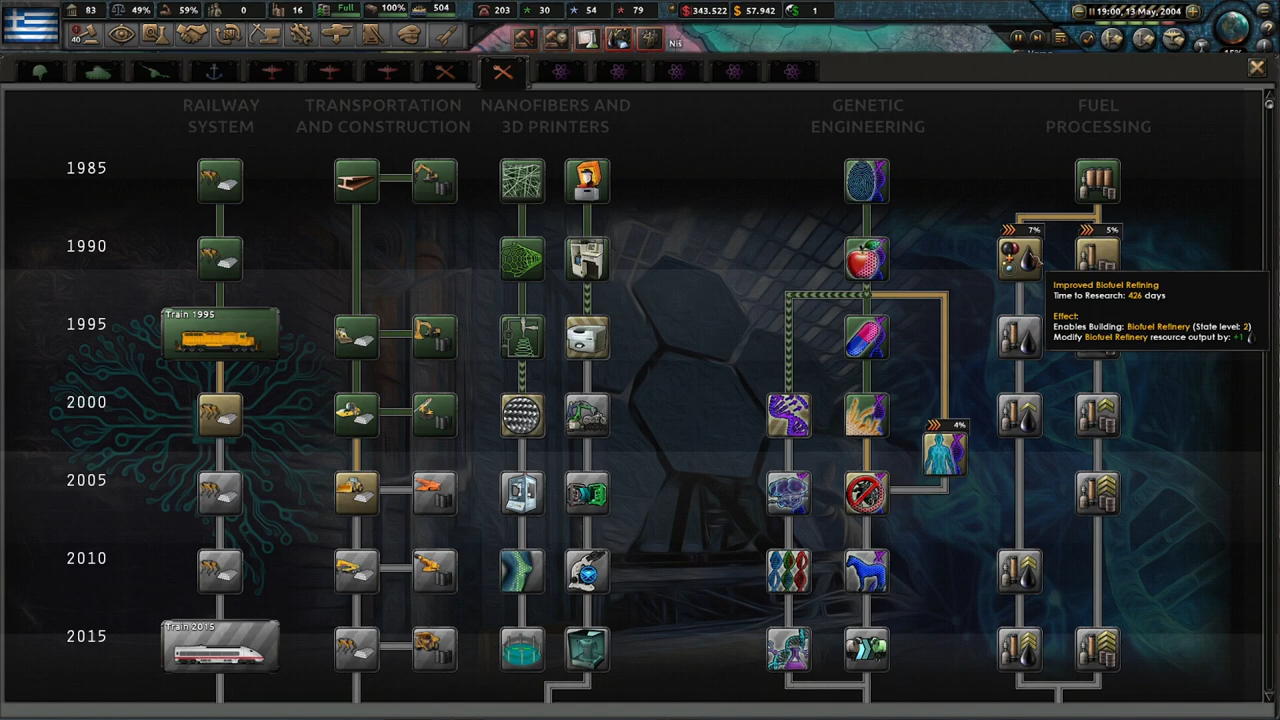 83
49%
59%
0
16
Full
100%
504
203
30
54
79
$343.522
$ 57.942
1
19:00, 13 May, 2004
40
Niš
RAILWAY
SYSTEM
TRANSPORTATION
AND CONSTRUCTION
NANOFIBERS AND
3D PRINTERS
GENETIC
ENGINEERING
FUEL
PROCESSING
1985
1990
7%
5%
Improved Biofuel Refining
Time to Research: 426 days
Effect:
Enables Building: Biofuel Refinery (State level: 2)
Modify Biofuel Refinery resource output by: +1
1995
Train 1995
2000
4%
2005
2010
2015
Train 2015